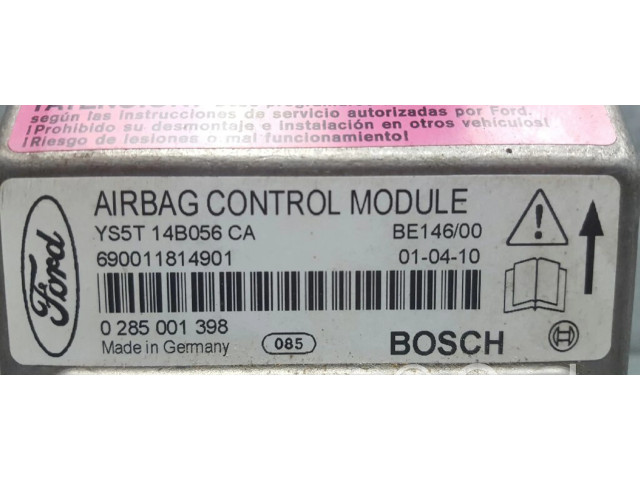 ¡ATENCION!
según las instrucciones de servicio autorizadas por Ford.
¡Prohibido su desmontaje e instalación en otros vehículos!
¡Riesgo de lesiones o mal funcionamiento!
Ford
AIRBAG CONTROL MODULE
YS5T 14B056 CA BE146/00
690011814901 01-04-10
0 285 001 398
Made in Germany 085 BOSCH